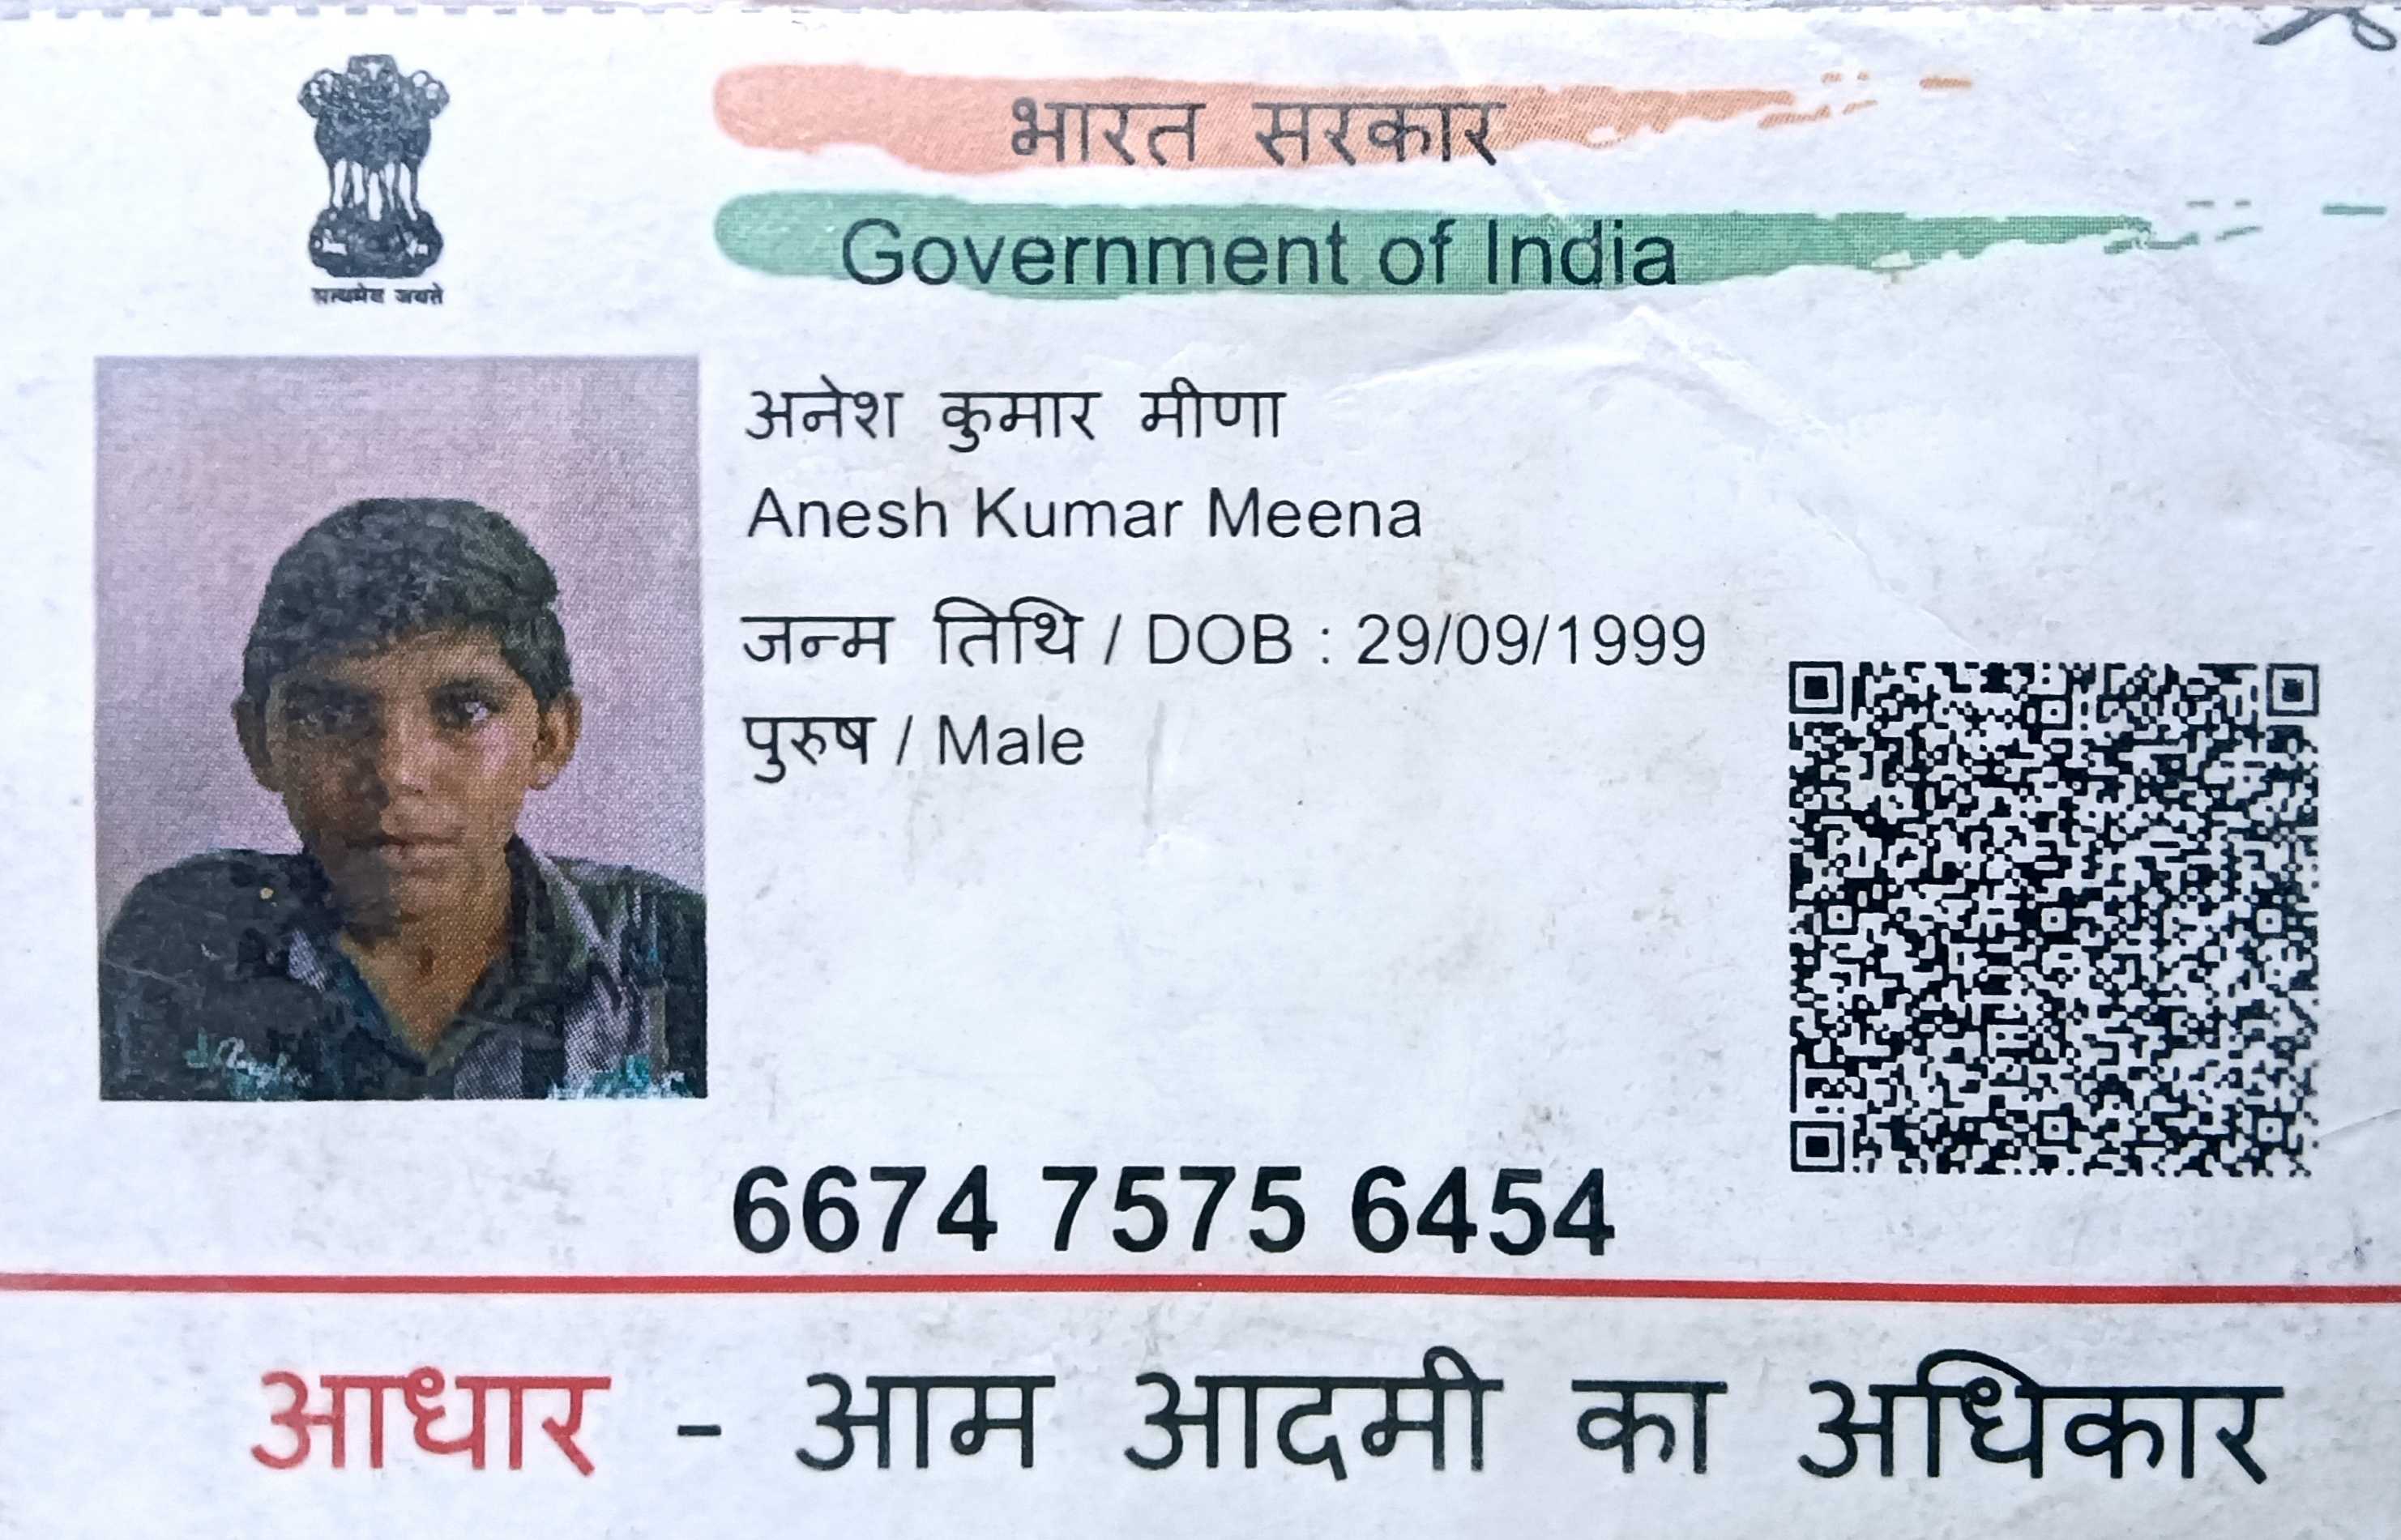 भारत सरकार
Government of India
सत्यमेव जयते
अनेश कुमार मीणा
Anesh Kumar Meena
जन्म तिथि / DOB : 29/09/1999
पुरुष / Male
6674 7575 6454
आधार - आम आदमी का अधिकार